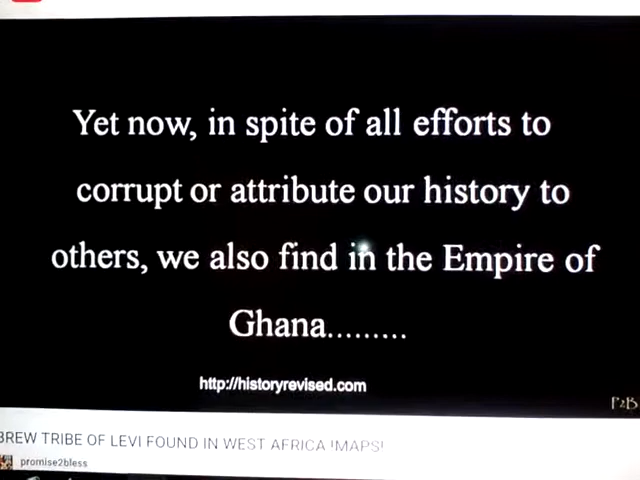 Yet now, in spite of all efforts to
corrupt or attribute our history to
others, we also find in the Empire of
Ghana.........
http://historyrevised.com
P2B
BREW TRIBE OF LEVI FOUND IN WEST AFRICA !MAPS!
promise2bless